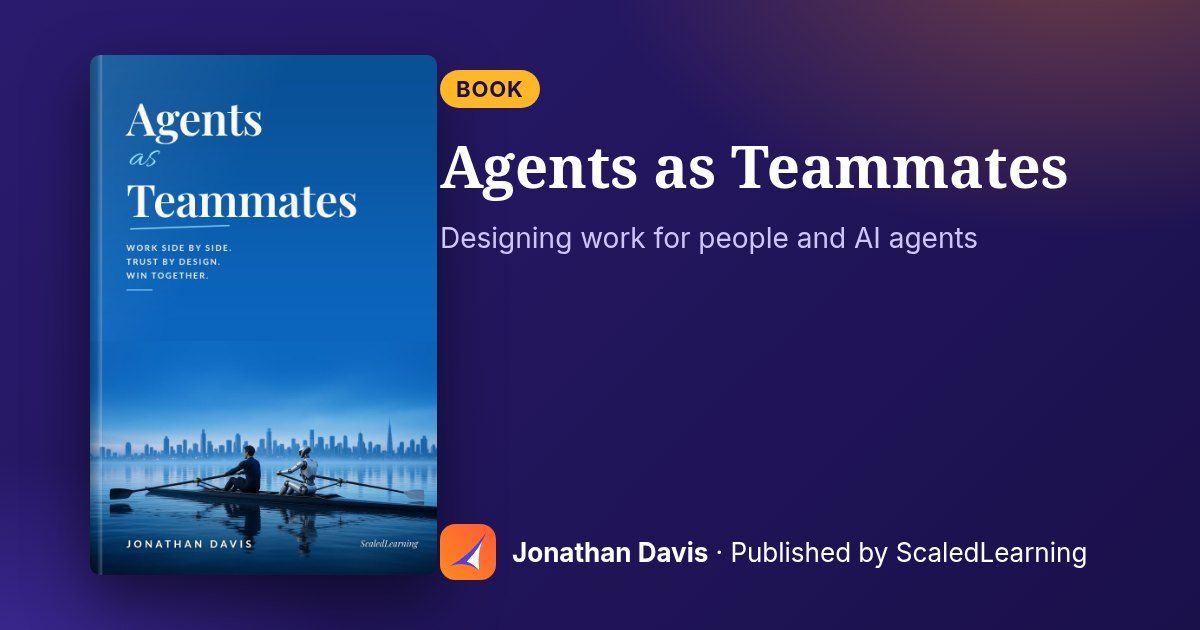 Agents
as
Teammates
WORK SIDE BY SIDE.
TRUST BY DESIGN.
WIN TOGETHER.
JONATHAN DAVIS
ScaledLearning
BOOK
Agents as Teammates
Designing work for people and AI agents
Jonathan Davis · Published by ScaledLearning